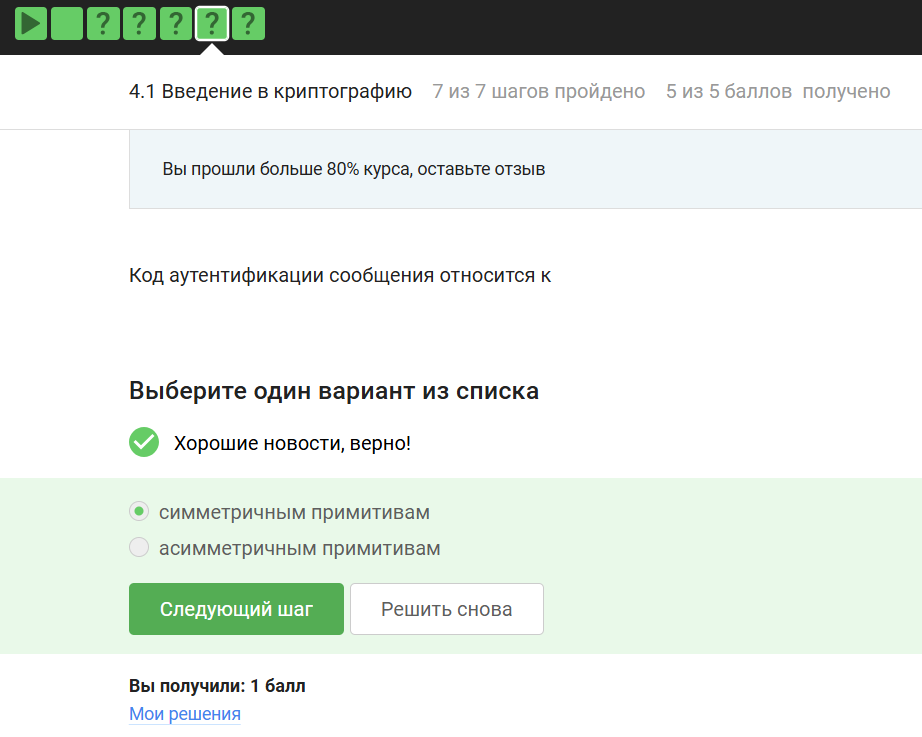 ? ? ? ? ?
4.1 Введение в криптографию 7 из 7 шагов пройдено 5 из 5 баллов получено
Вы прошли больше 80% курса, оставьте отзыв
Код аутентификации сообщения относится к
Выберите один вариант из списка
Хорошие новости, верно!
симметричным примитивам
асимметричным примитивам
Следующий шаг Решить снова
Вы получили: 1 балл
Мои решения